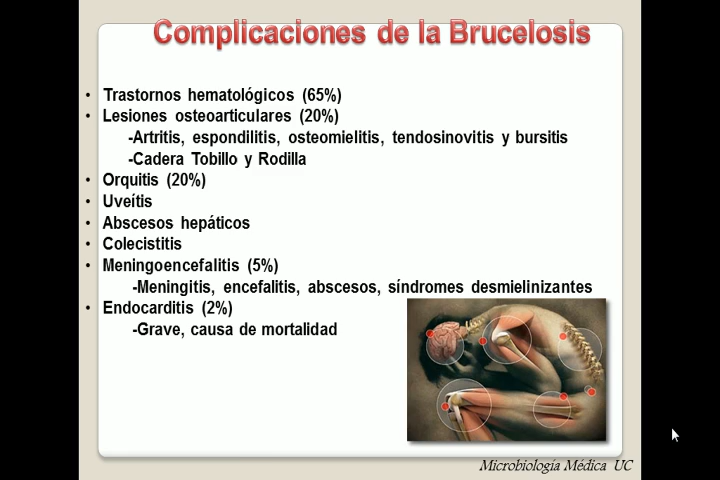 Complicaciones de la Brucelosis
• Trastornos hematológicos (65%)
• Lesiones osteoarticulares (20%)
-Artritis, espondilitis, osteomielitis, tendosinovitis y bursitis
-Cadera Tobillo y Rodilla
• Orquitis (20%)
• Uveítis
• Abscesos hepáticos
• Colecistitis
• Meningoencefalitis (5%)
-Meningitis, encefalitis, abscesos, síndromes desmielinizantes
• Endocarditis (2%)
-Grave, causa de mortalidad
Microbiología Médica UC